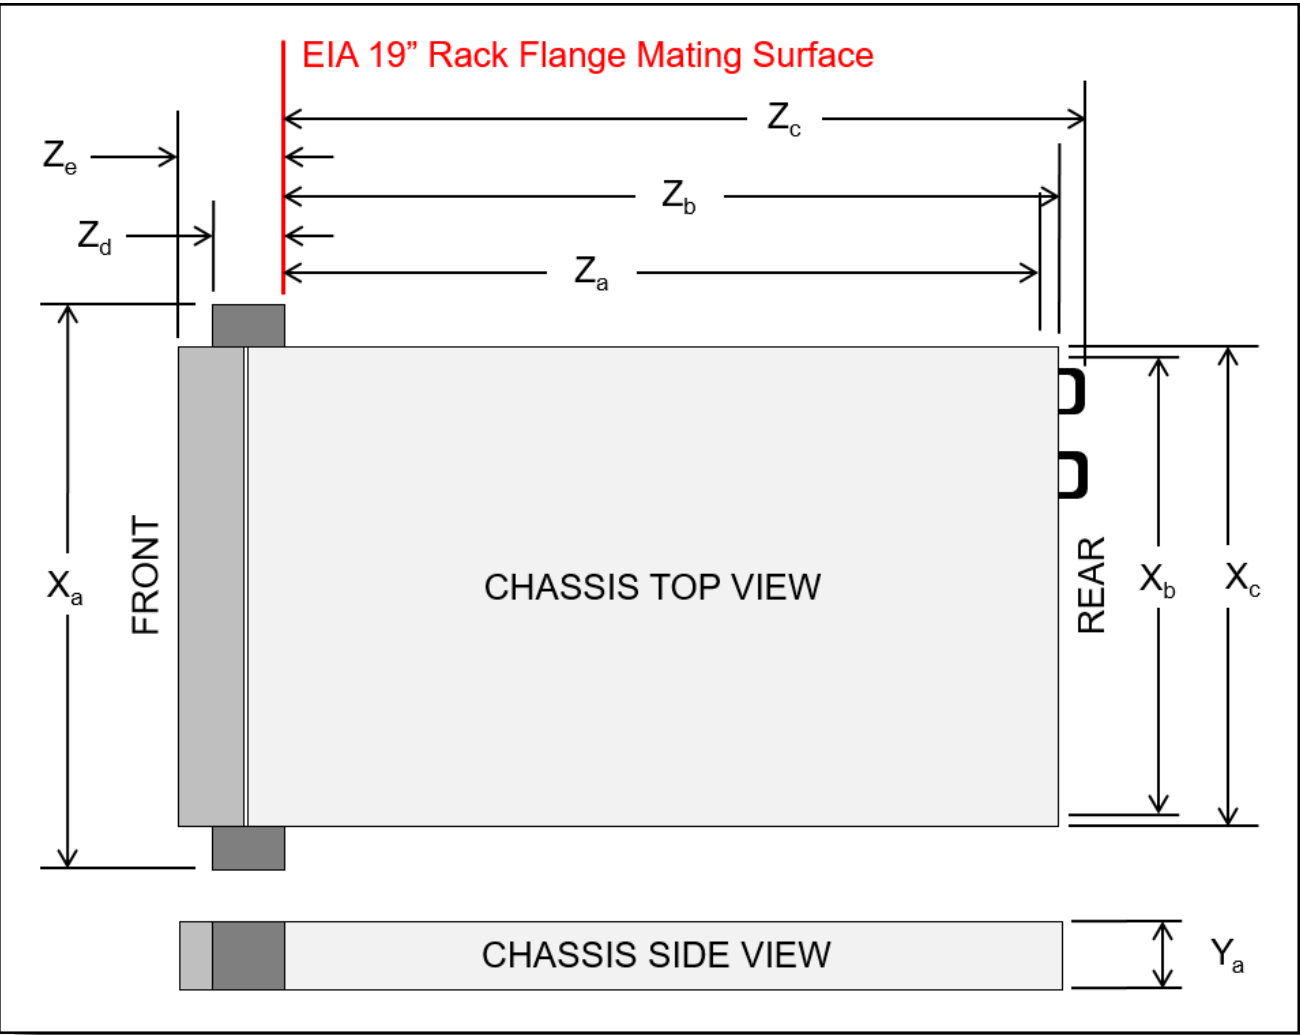 EIA 19” Rack Flange Mating Surface
Zc
Ze
Zb
Zd
Za
FRONT
CHASSIS TOP VIEW
REAR
Xa
Xb
Xc
CHASSIS SIDE VIEW
Ya